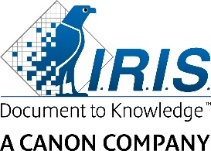 I.R.I.S.
Document to Knowledge™
A CANON COMPANY